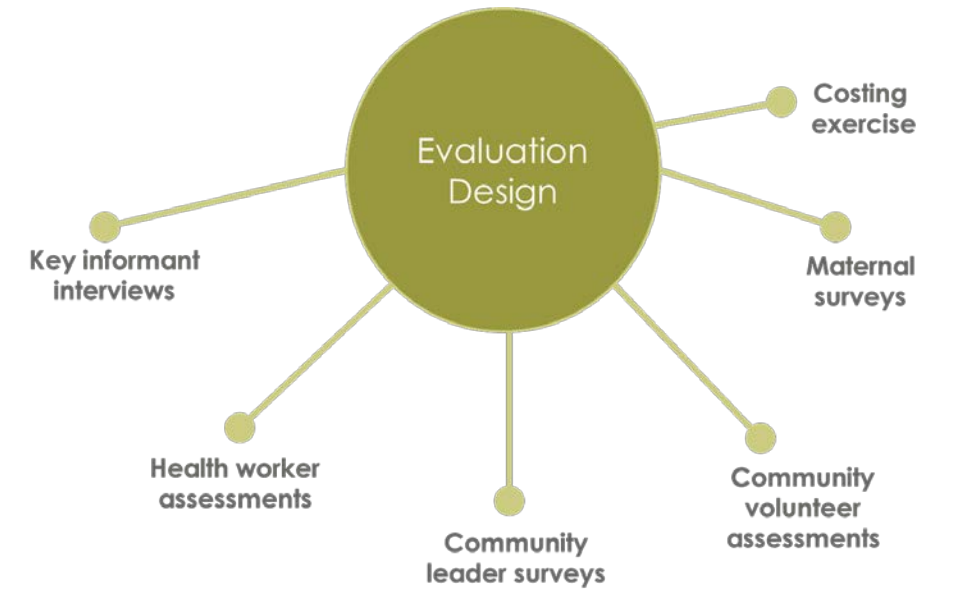 Evaluation
Design
Costing
exercise
Maternal
surveys
Community
volunteer
assessments
Community
leader surveys
Health worker
assessments
Key informant
interviews